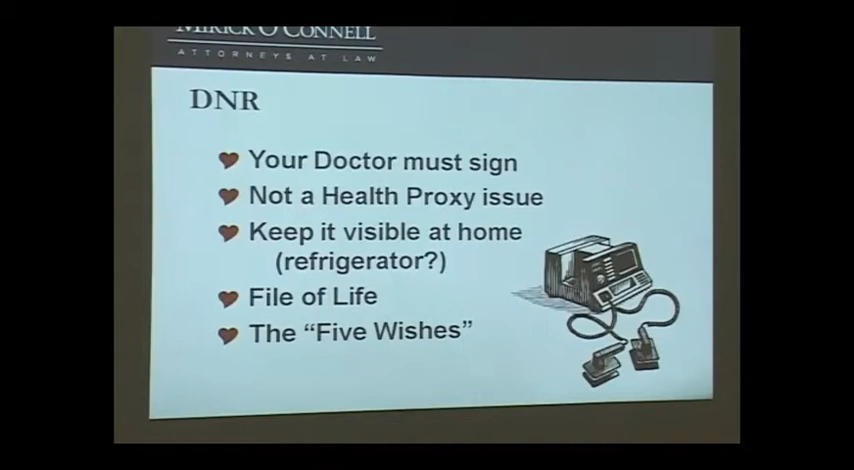 MIRICK O'CONNELL
ATTORNEYS AT LAW
DNR
Your Doctor must sign
Not a Health Proxy issue
Keep it visible at home
(refrigerator?)
File of Life
The “Five Wishes”